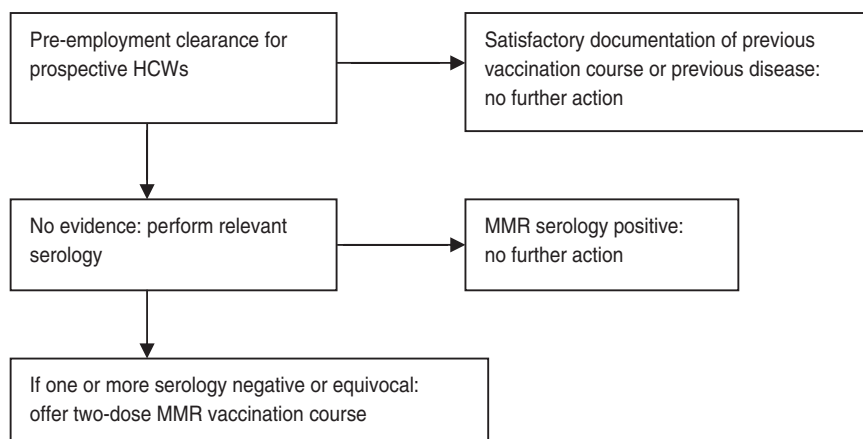 Pre-employment clearance for
prospective HCWs
Satisfactory documentation of previous
vaccination course or previous disease:
no further action
No evidence: perform relevant
serology
MMR serology positive:
no further action
If one or more serology negative or equivocal:
offer two-dose MMR vaccination course